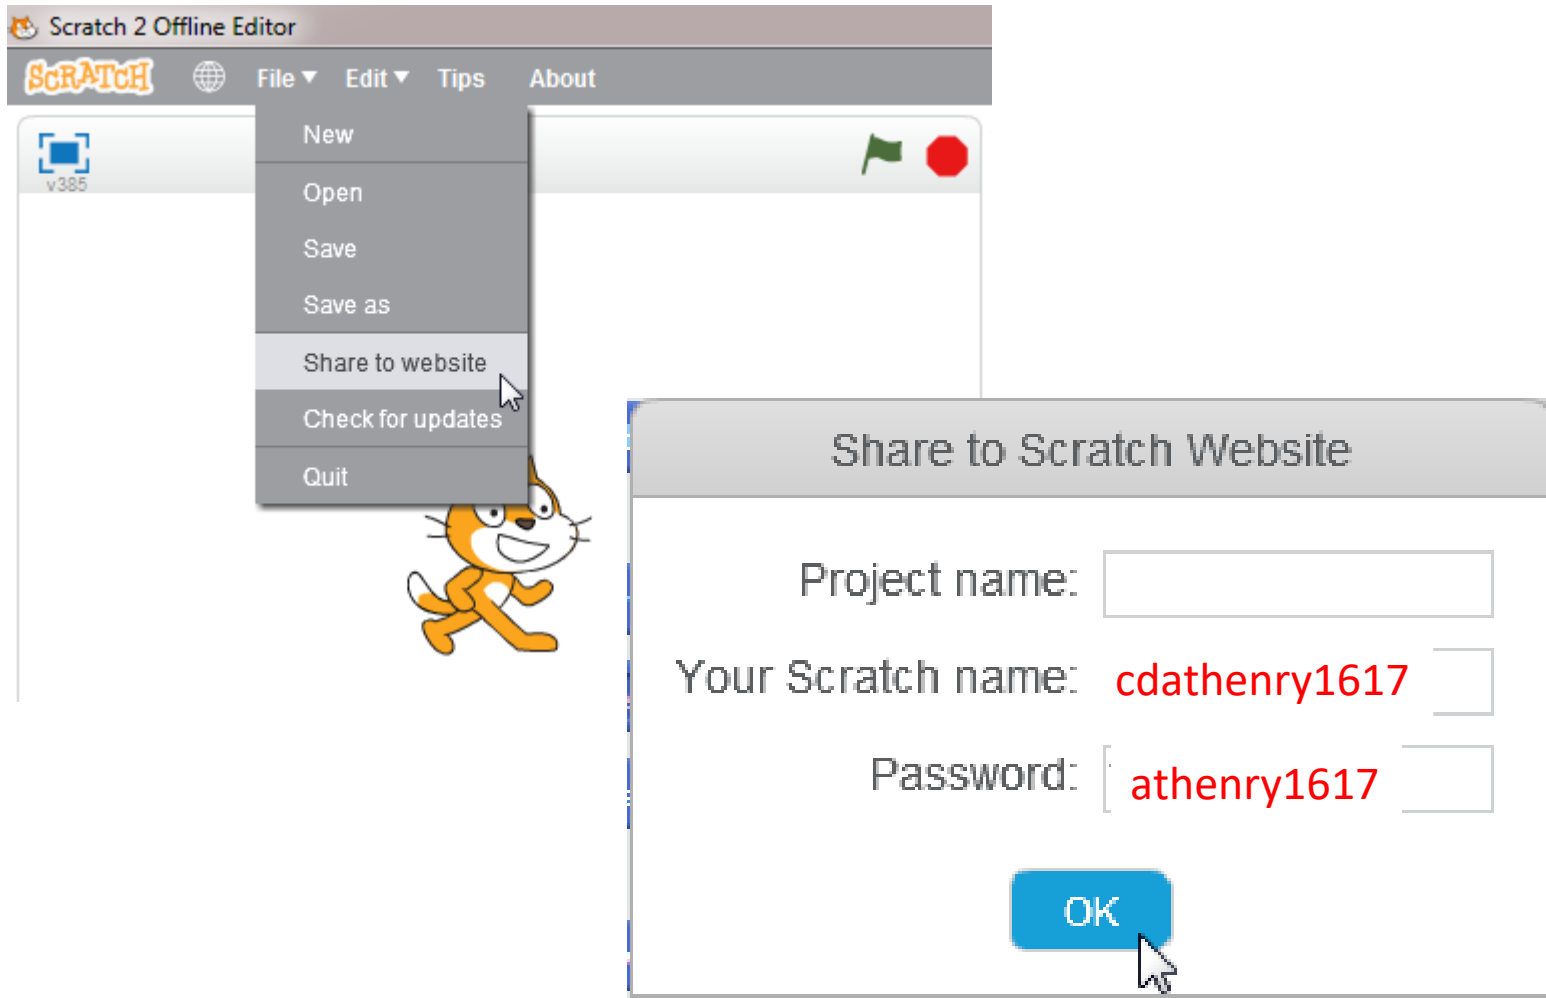 Scratch 2 Offline Editor
SCRATCH File Edit Tips About
v385
New
Open
Save
Save as
Share to website
Check for updates
Quit
Share to Scratch Website
Project name:
Your Scratch name: cdathenry1617
Password: athenry1617
OK